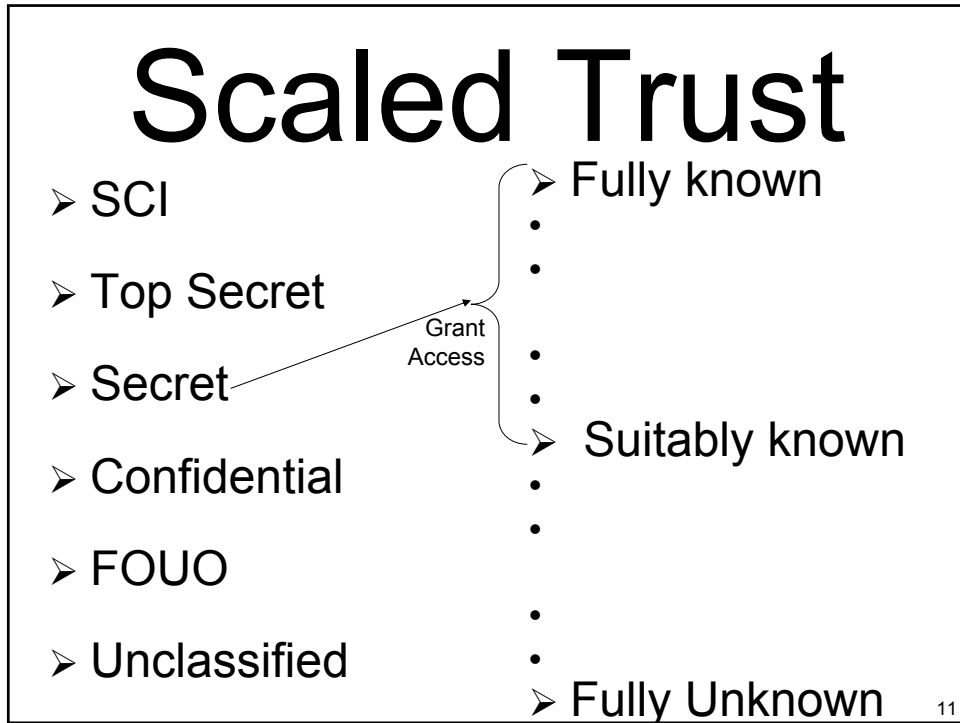 Scaled Trust
➢ SCI
➢ Top Secret
➢ Secret
➢ Confidential
➢ FOUO
➢ Unclassified
Grant
Access
➢ Fully known
•
•
•
•
➢ Suitably known
•
•
•
•
➢ Fully Unknown
11